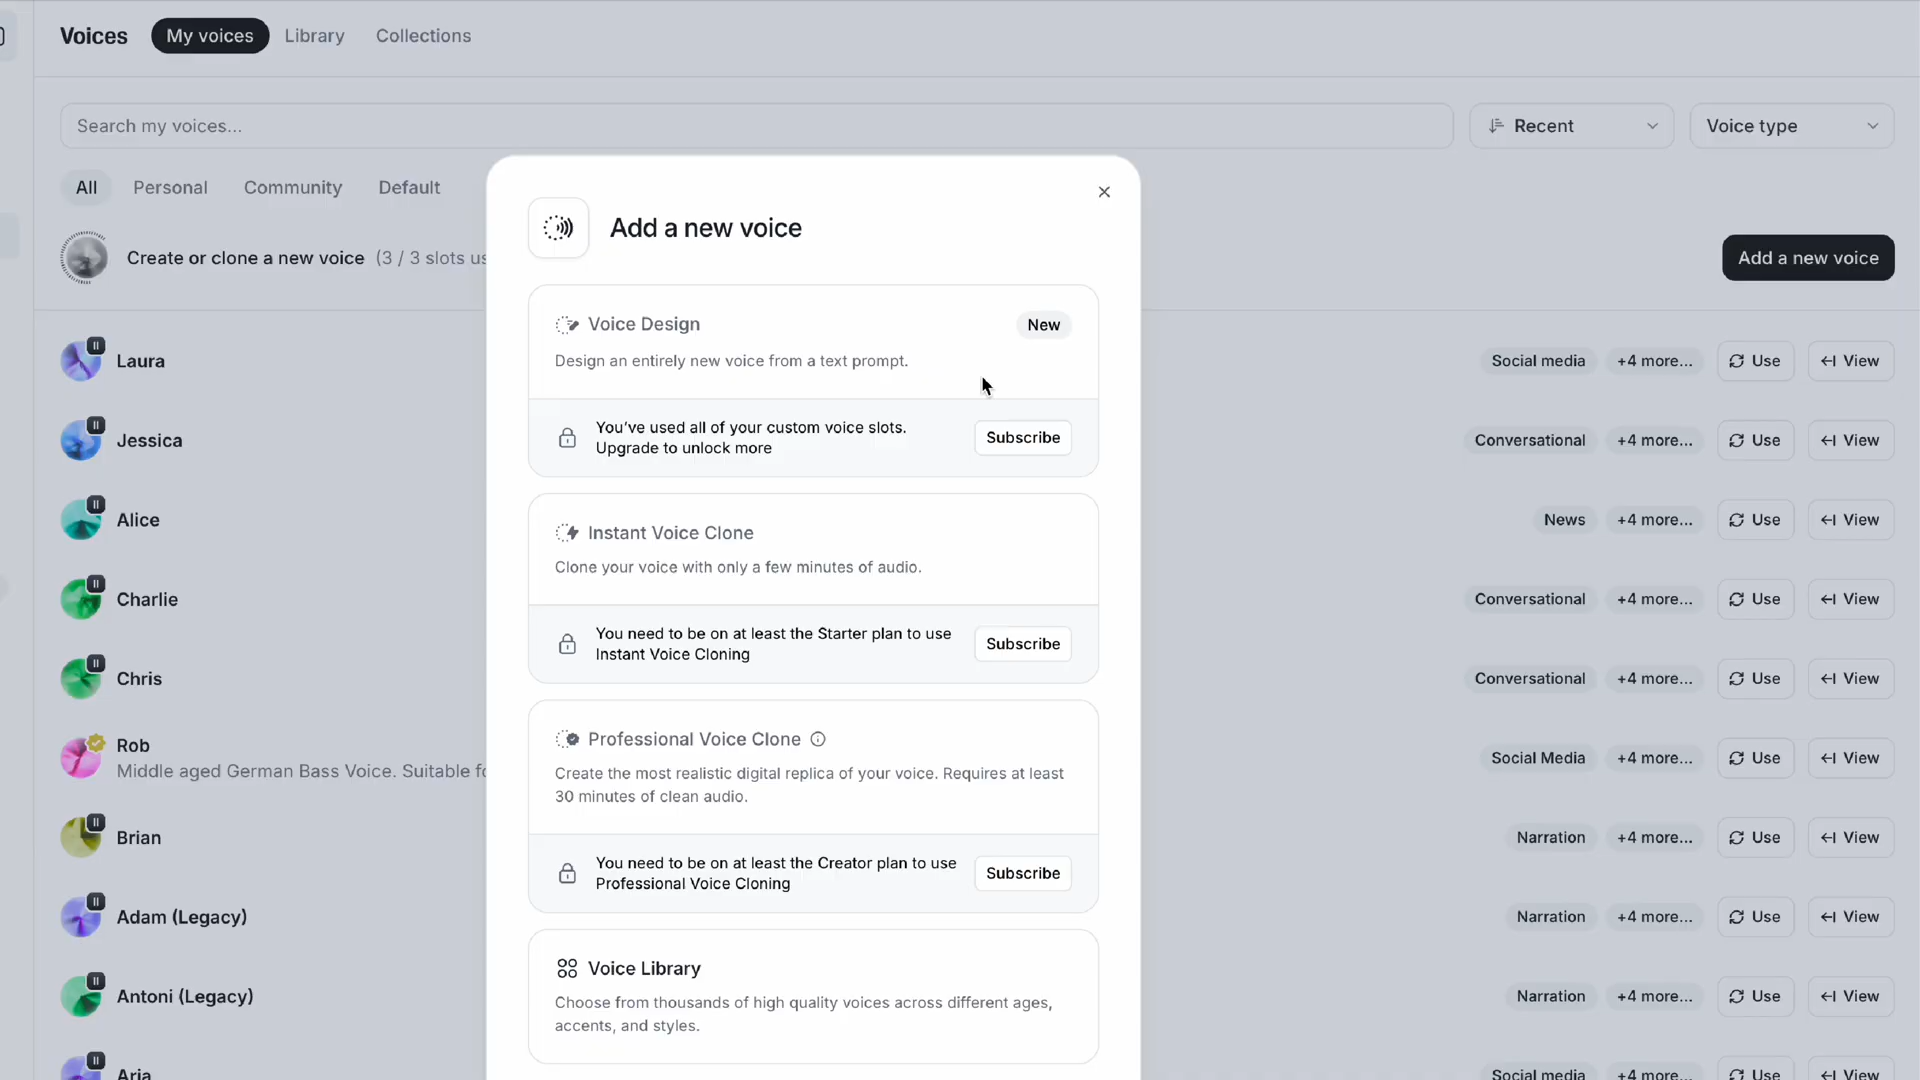 Voices
My voices
Library
Collections
Search my voices...
Recent
Voice type
All
Personal
Community
Default
Create or clone a new voice (3 / 3 slots
Add a new voice
Laura
Social media
+4 more...
Use
View
Jessica
Conversational
+4 more...
Use
View
Alice
News
+4 more...
Use
View
Charlie
Conversational
+4 more...
Use
View
Chris
Conversational
+4 more...
Use
View
Rob
Middle aged German Bass Voice. Suitable
Social Media
+4 more...
Use
View
Brian
Narration
+4 more...
Use
View
Adam (Legacy)
Narration
+4 more...
Use
View
Antoni (Legacy)
Narration
+4 more...
Use
View
Aria
Social media
+4 more...
Use
View
Add a new voice
Voice Design
New
Design an entirely new voice from a text prompt.
You've used all of your custom voice slots.
Upgrade to unlock more
Subscribe
Instant Voice Clone
Clone your voice with only a few minutes of audio.
You need to be on at least the Starter plan to use
Instant Voice Cloning
Subscribe
Professional Voice Clone
Create the most realistic digital replica of your voice. Requires at least
30 minutes of clean audio.
You need to be on at least the Creator plan to use
Professional Voice Cloning
Subscribe
Voice Library
Choose from thousands of high quality voices across different ages,
accents, and styles.